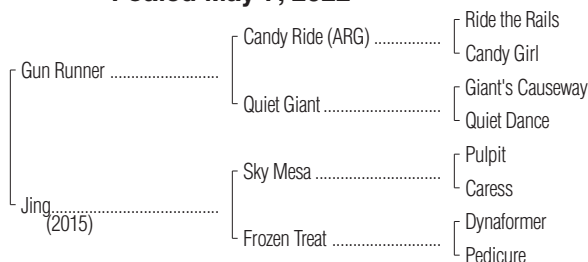 Foaled May 7, 2022
Ride the Rails
Candy Ride (ARG) ................
Candy Girl
Gun Runner ..........................
Giant's Causeway
Quiet Giant .....................
Quiet Dance
Pulpit
Sky Mesa ............................
Caress
Jing........................................
(2015)
Dynaformer
Frozen Treat ........................
Pedicure